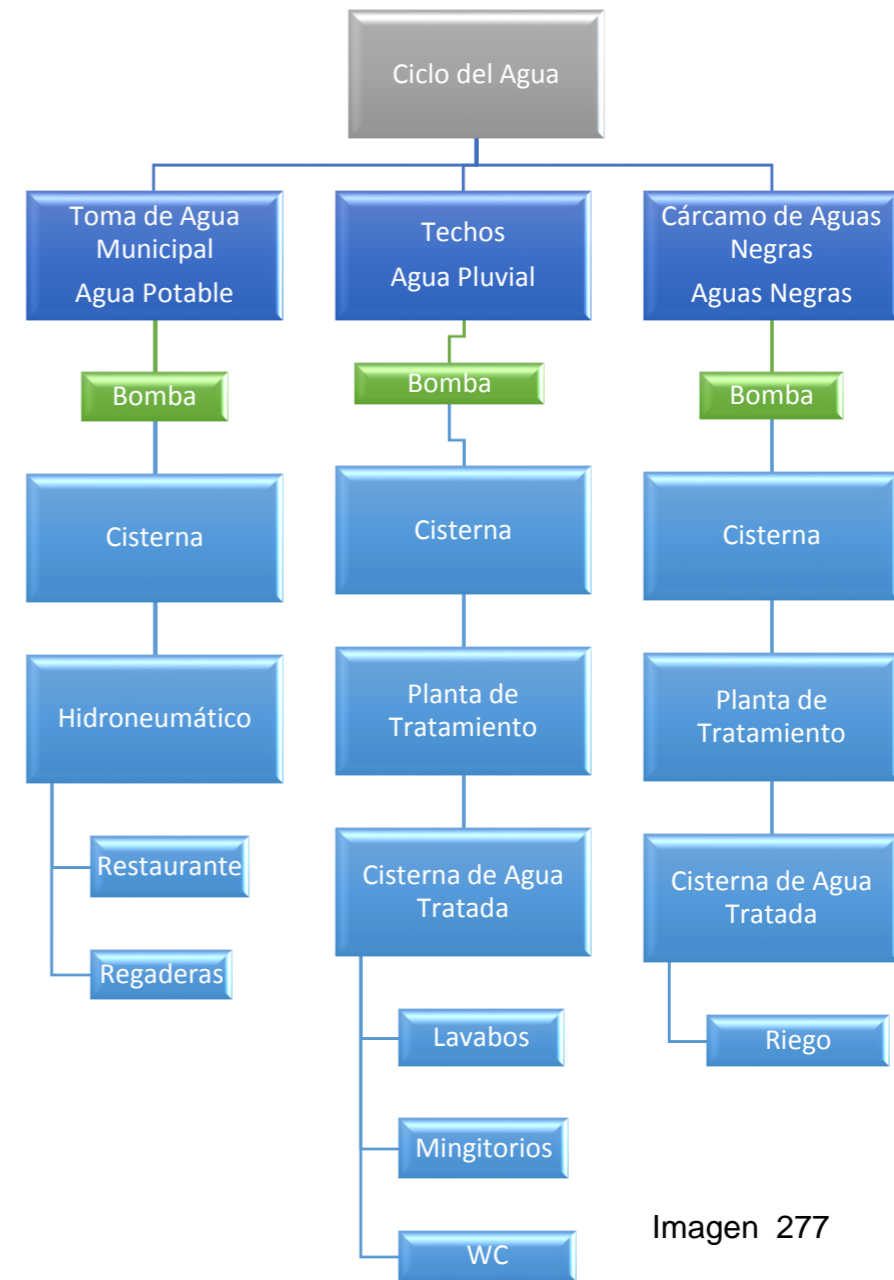 Ciclo del Agua
Toma de Agua
Municipal
Agua Potable
Techos
Agua Pluvial
Cárcamo de Aguas
Negras
Aguas Negras
Bomba
Bomba
Bomba
Cisterna
Cisterna
Cisterna
Hidroneumático
Planta de
Tratamiento
Planta de
Tratamiento
Restaurante
Regaderas
Cisterna de Agua
Tratada
Cisterna de Agua
Tratada
Lavabos
Mingitorios
WC
Riego
Imagen 277